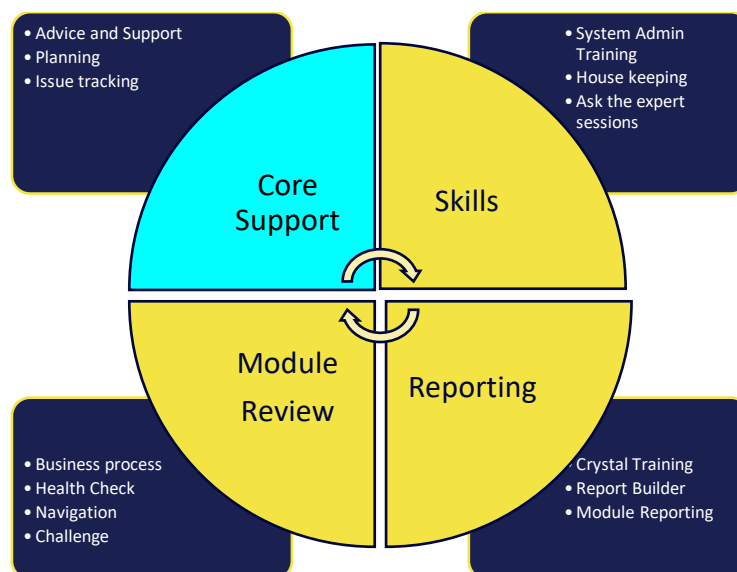 • Advice and Support
• Planning
• Issue tracking
• System Admin
Training
• House keeping
• Ask the expert
sessions
Core
Support
Skills
Module
Review
Reporting
• Business process
• Health Check
• Navigation
• Challenge
• Crystal Training
• Report Builder
• Module Reporting